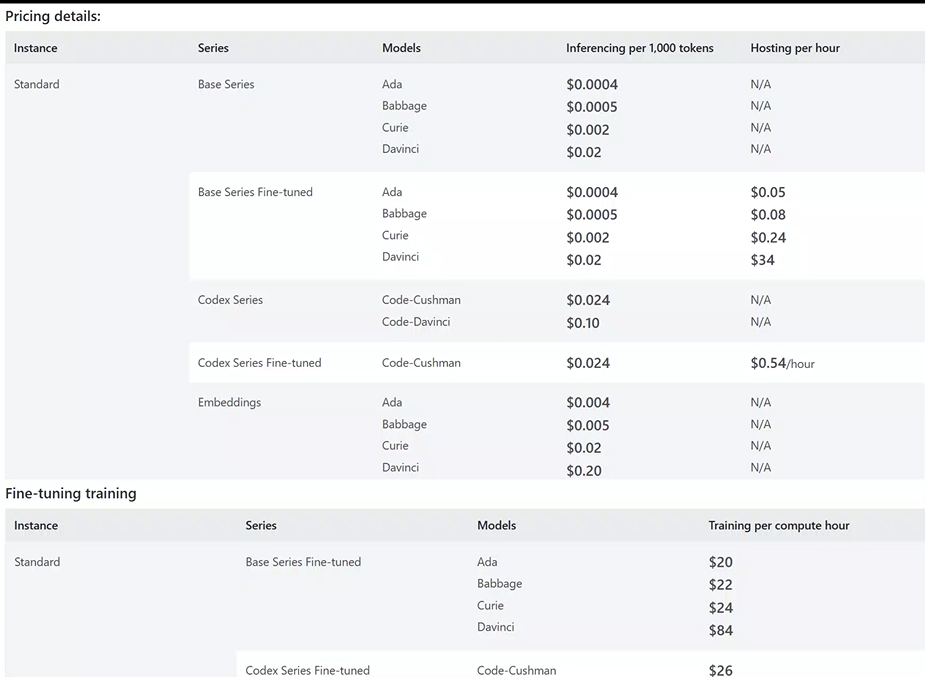 Pricing details:
Instance Series Models Inferencing per 1,000 tokens Hosting per hour
Standard Base Series Ada $0.0004 N/A
Babbage $0.0005 N/A
Curie $0.002 N/A
Davinci $0.02 N/A
Base Series Fine-tuned Ada $0.0004 $0.05
Babbage $0.0005 $0.08
Curie $0.002 $0.24
Davinci $0.02 $34
Codex Series Code-Cushman $0.024 N/A
Code-Davinci $0.10 N/A
Codex Series Fine-tuned Code-Cushman $0.024 $0.54/hour
Embeddings Ada $0.004 N/A
Babbage $0.005 N/A
Curie $0.02 N/A
Davinci $0.20 N/A
Fine-tuning training
Instance Series Models Training per compute hour
Standard Base Series Fine-tuned Ada $20
Babbage $22
Curie $24
Davinci $84
Codex Series Fine-tuned Code-Cushman $26